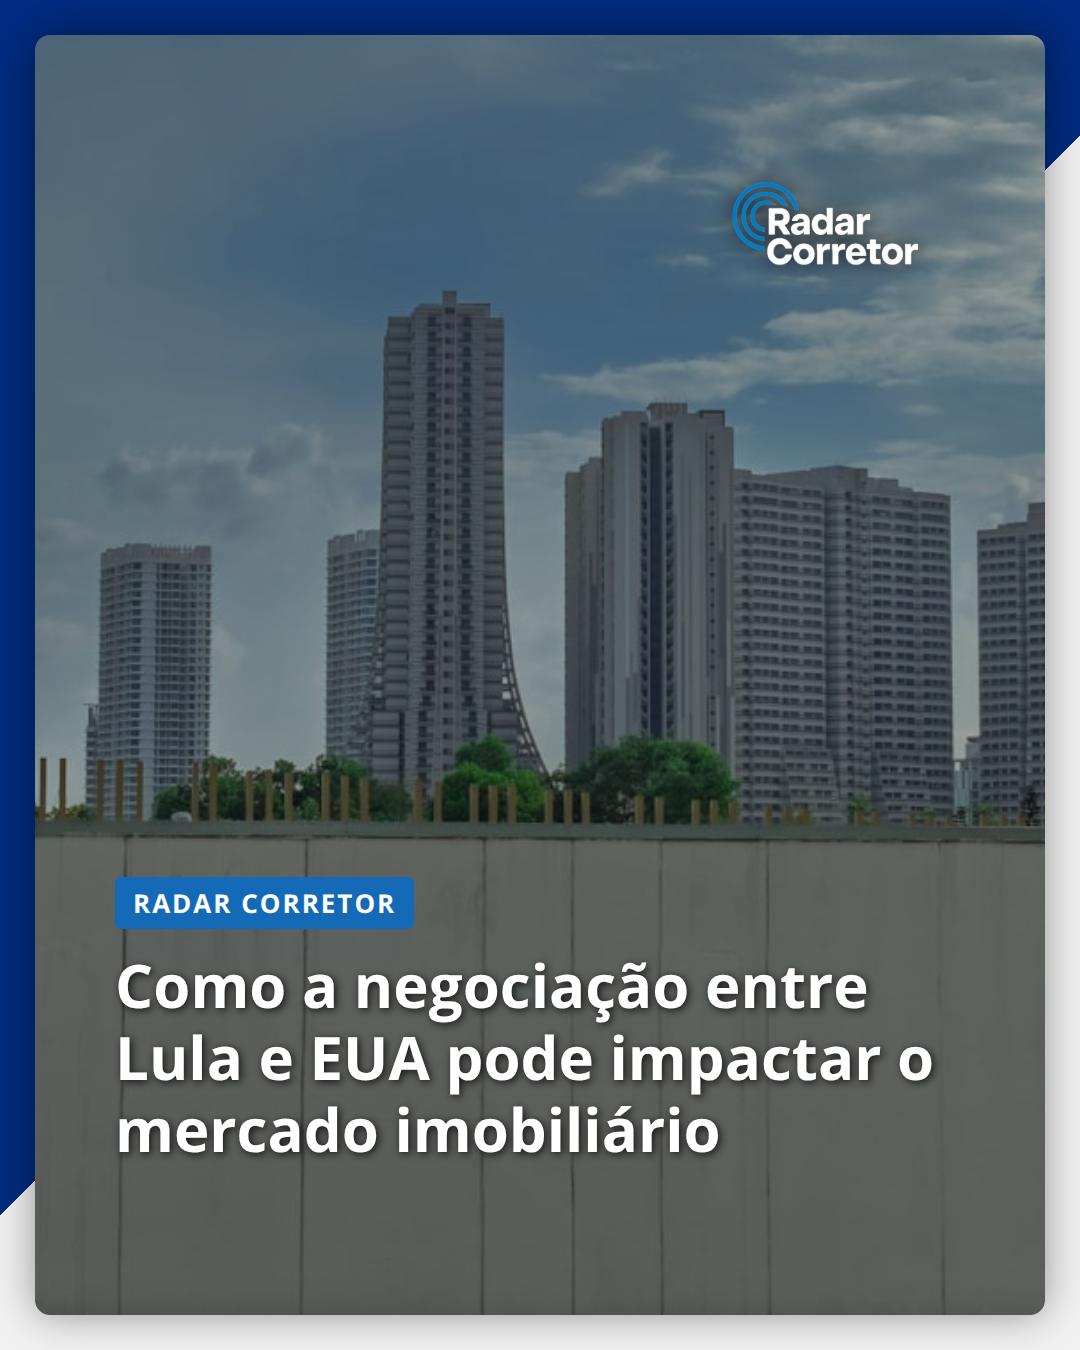 Radar
Corretor
RADAR CORRETOR
Como a negociação entre
Lula e EUA pode impactar o
mercado imobiliário